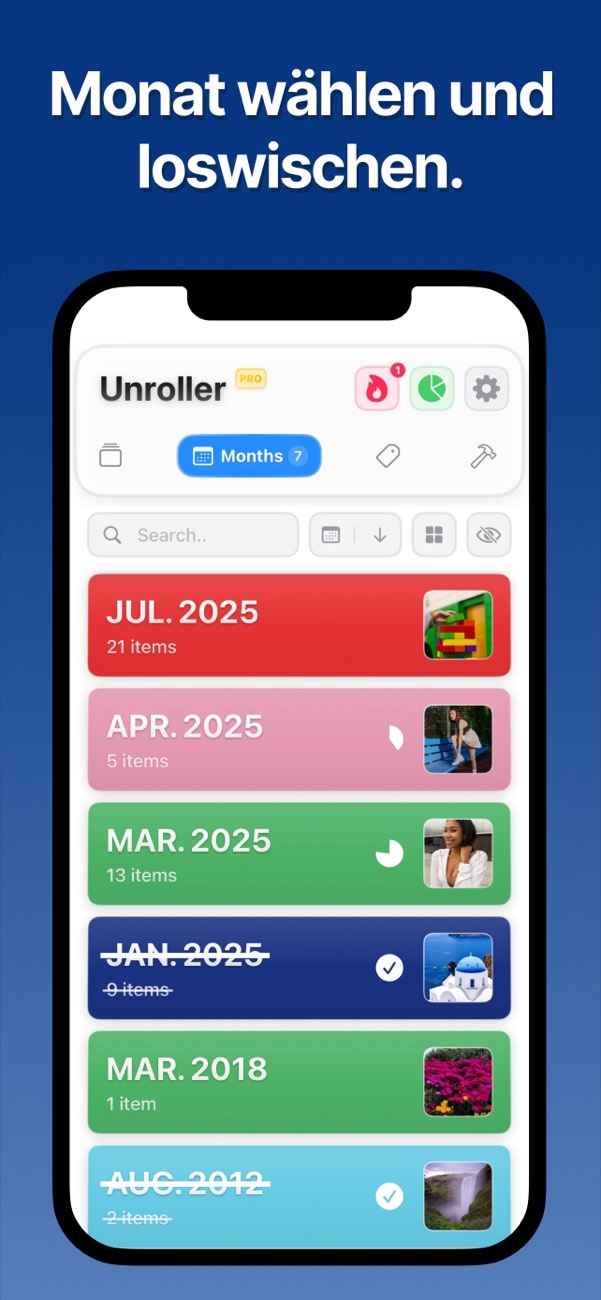 Monat wählen und
loswischen.
Unroller PRO
1
Months 7
Search..
JUL. 2025
21 items
APR. 2025
5 items
MAR. 2025
13 items
JAN. 2025
9 items
MAR. 2018
1 item
AUG. 2012
2 items